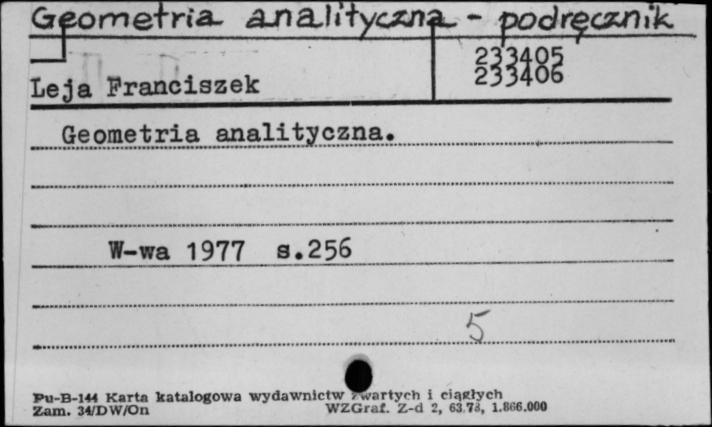 Geometria analityczna - podręcznik
233405
233406
Leja Franciszek
Geometria analityczna.
W-wa 1977 s.256
5
Pu-B-144 Karta katalogowa wydawnictw zwartych i ciągłych
Zam. 34/DW/On WZGraf. Z-d 2, 63.78, 1.866.000